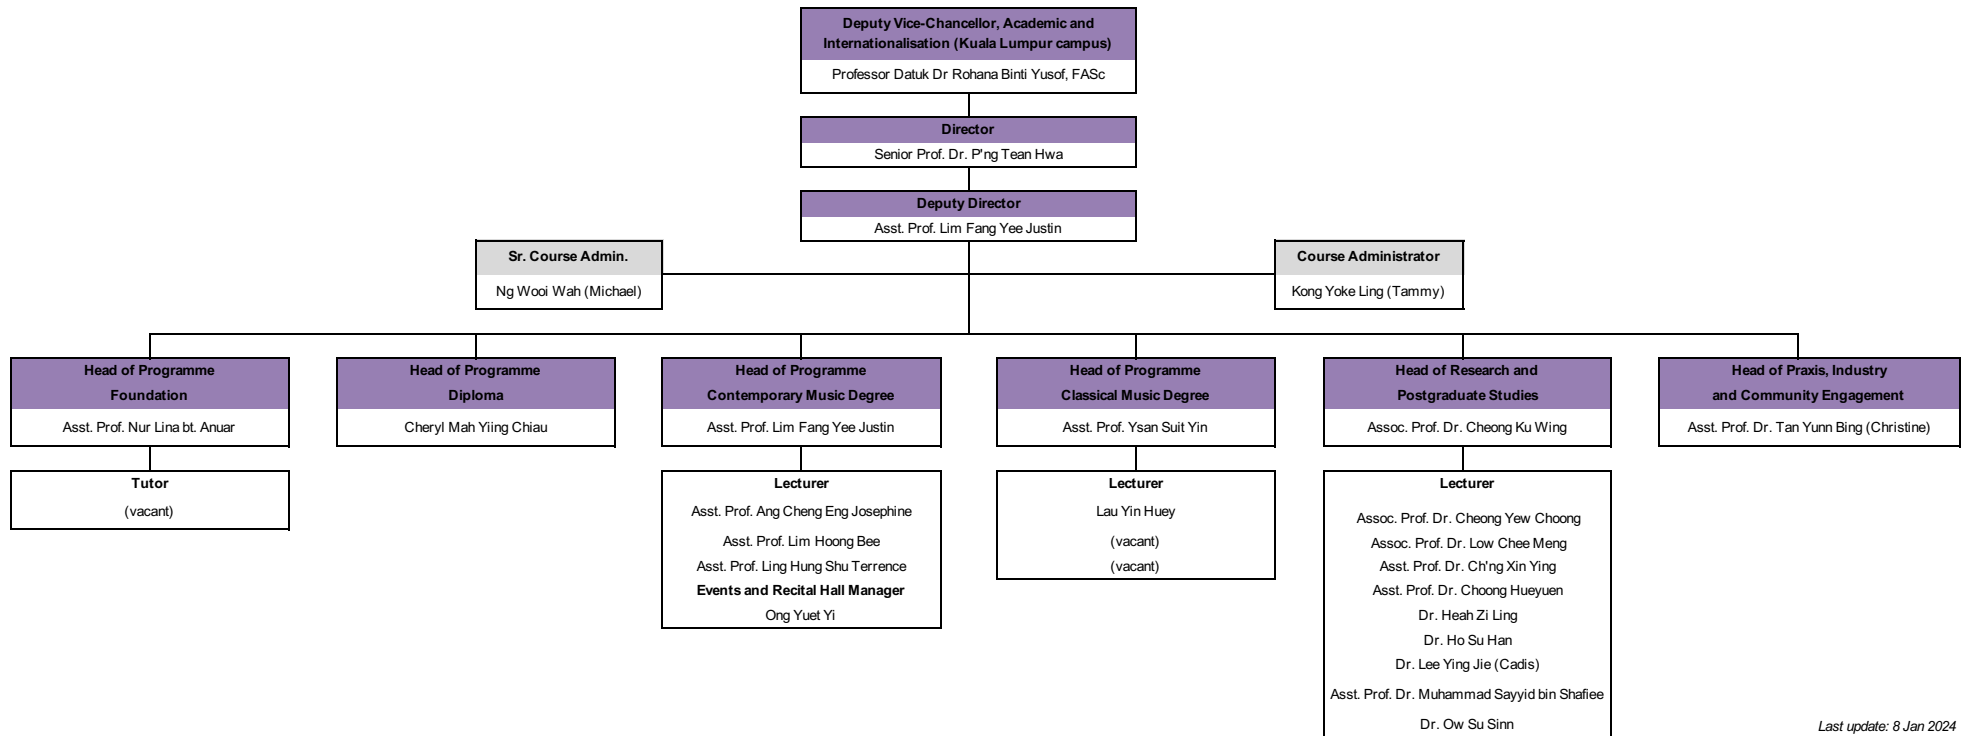 Deputy Vice-Chancellor, Academic and
Internationalisation (Kuala Lumpur campus)
Professor Datuk Dr Rohana Binti Yusof, FASc
Director
Senior Prof. Dr. P'ng Tean Hwa
Deputy Director
Asst. Prof. Lim Fang Yee Justin
Sr. Course Admin.
Ng Wooi Wah (Michael)
Course Administrator
Kong Yoke Ling (Tammy)
Head of Programme
Foundation
Asst. Prof. Nur Lina bt. Anuar
Tutor
(vacant)
Head of Programme
Diploma
Cheryl Mah Yiing Chiau
Head of Programme
Contemporary Music Degree
Asst. Prof. Lim Fang Yee Justin
Lecturer
Asst. Prof. Ang Cheng Eng Josephine
Asst. Prof. Lim Hoong Bee
Asst. Prof. Ling Hung Shu Terrence
Events and Recital Hall Manager
Ong Yuet Yi
Head of Programme
Classical Music Degree
Asst. Prof. Ysan Suit Yin
Lecturer
Lau Yin Huey
(vacant)
(vacant)
Head of Research and
Postgraduate Studies
Assoc. Prof. Dr. Cheong Ku Wing
Lecturer
Assoc. Prof. Dr. Cheong Yew Choong
Assoc. Prof. Dr. Low Chee Meng
Asst. Prof. Dr. Ch'ng Xin Ying
Asst. Prof. Dr. Choong Hueyuen
Dr. Heah Zi Ling
Dr. Ho Su Han
Dr. Lee Ying Jie (Cadis)
Asst. Prof. Dr. Muhammad Sayyid bin Shafiee
Dr. Ow Su Sinn
Head of Praxis, Industry
and Community Engagement
Asst. Prof. Dr. Tan Yunn Bing (Christine)
Last update: 8 Jan 2024